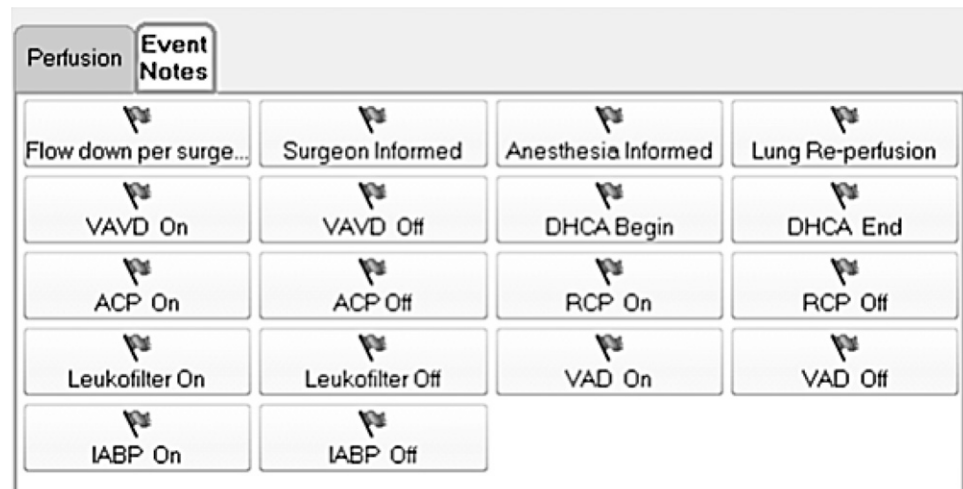 Perfusion
Event
Notes
Flow down per surge... Surgeon Informed Anesthesia Informed Lung Re-perfusion
VAVD On VAVD Off DHCA Begin DHCA End
ACP On ACP Off RCP On RCP Off
Leukofilter On Leukofilter Off VAD On VAD Off
IABP On IABP Off